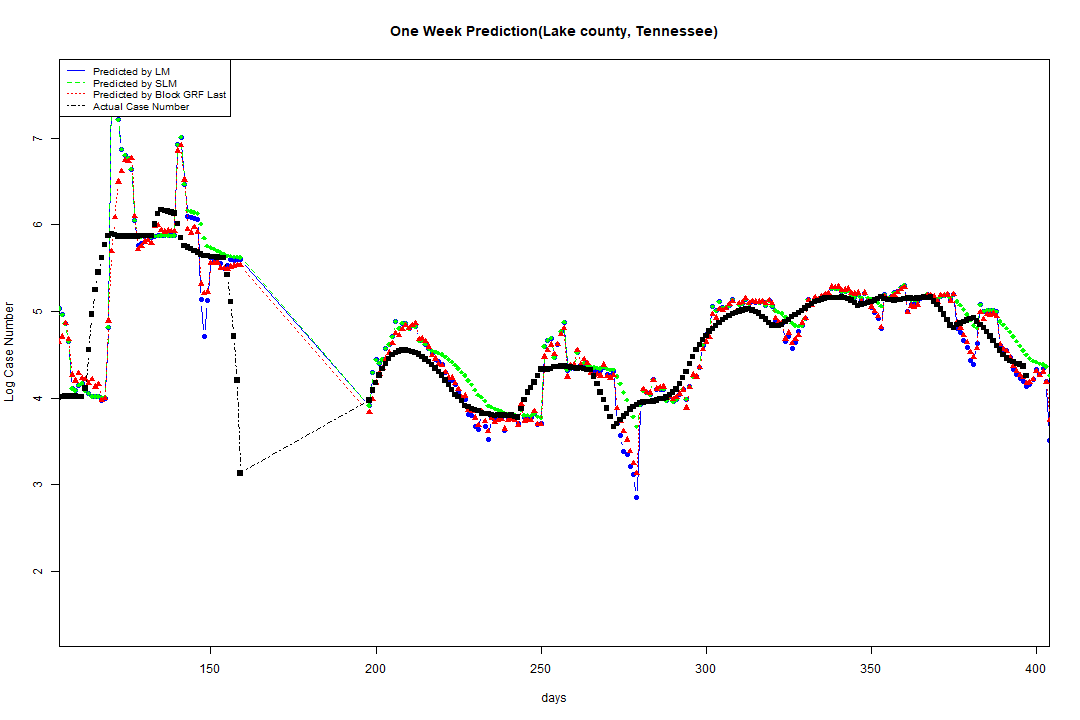 One Week Prediction(Lake county, Tennessee)
Predicted by LM
Predicted by SLM
Predicted by Block GRF Last
Actual Case Number
7
6
5
4
3
2
Log Case Number
150 200 250 300 350 400
days